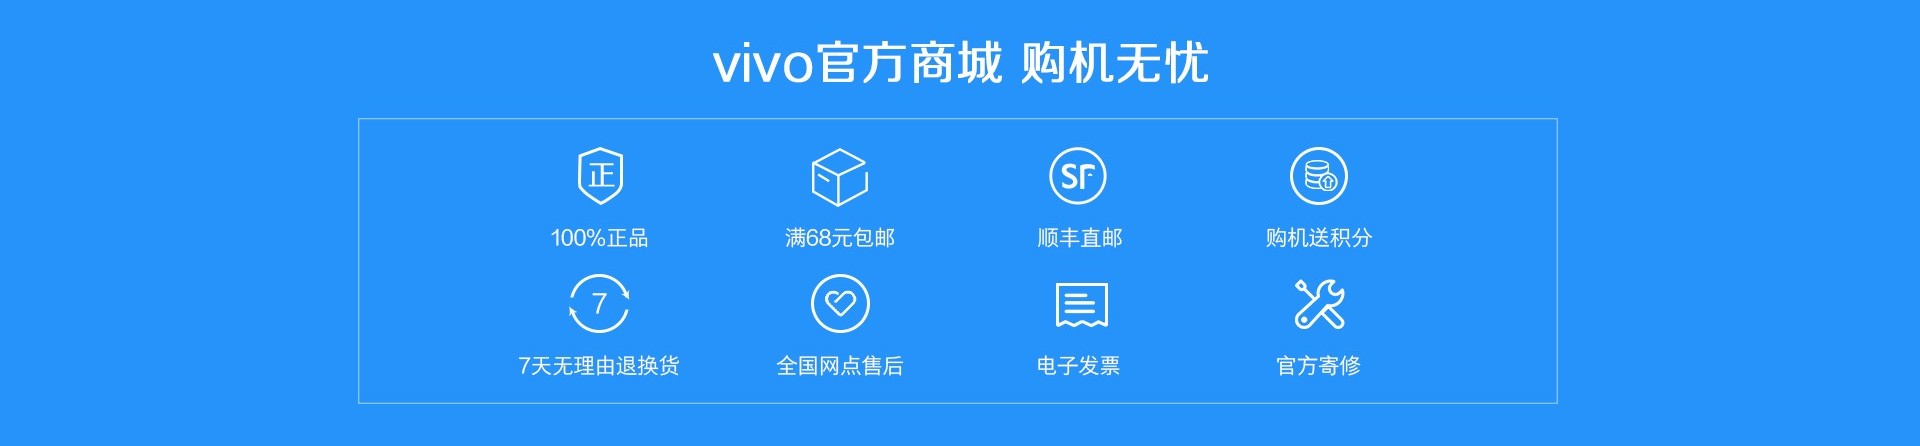 vivo官方商城 购机无忧
正
SF
100%正品
满68元包邮
顺丰直邮
购机送积分
7
7天无理由退换货
全国网点售后
电子发票
官方寄修